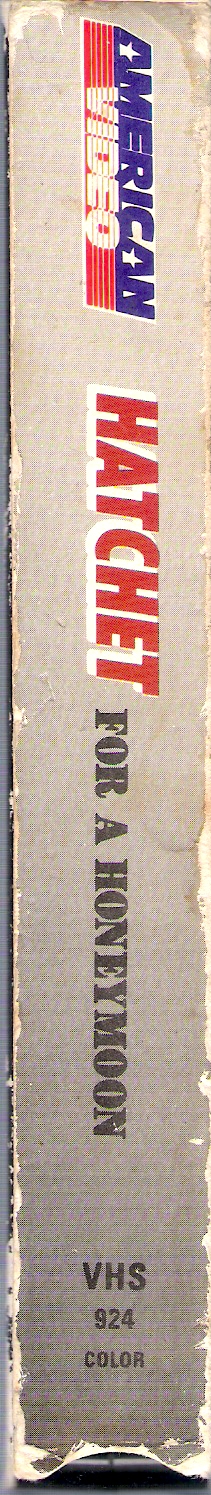 AMERICAN
VIDEO
HATCHET
FOR A HONEYMOON
VHS
924
COLOR